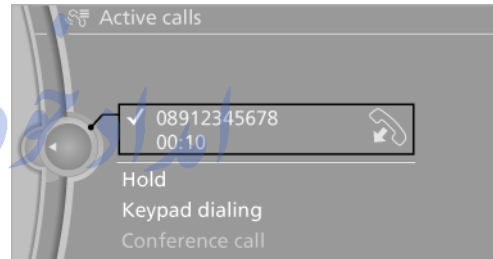 Active calls
08912345678
00:10
Hold
Keypad dialing
Conference call